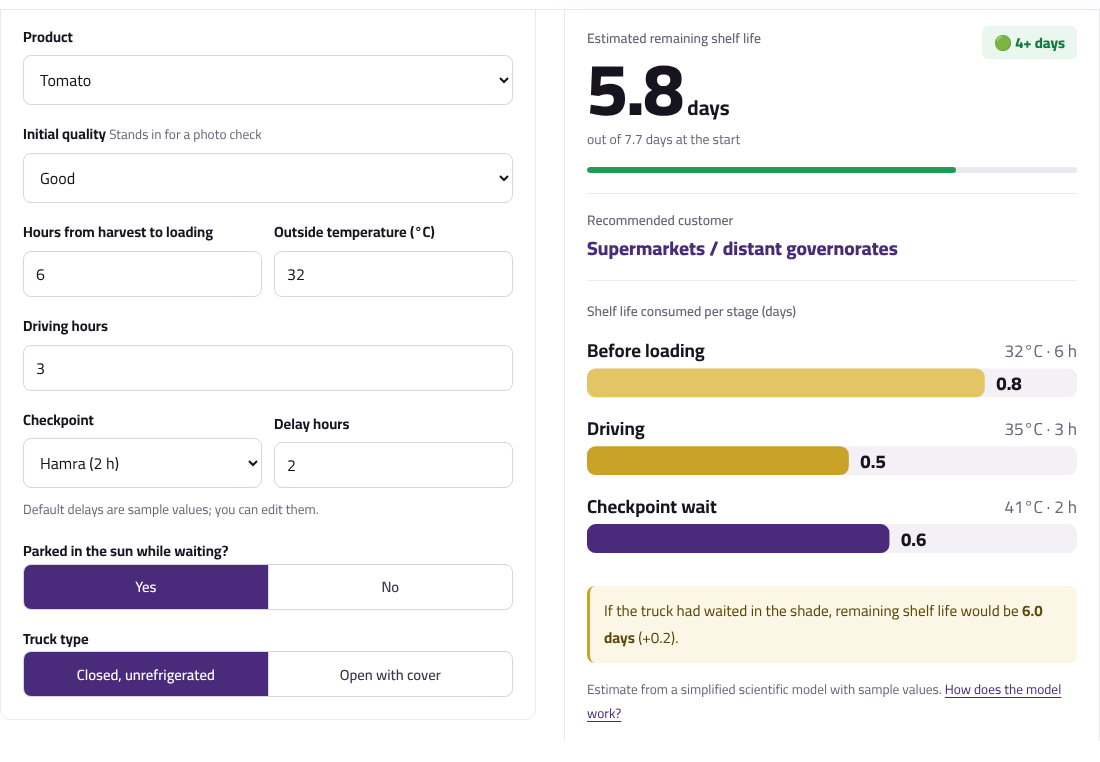 Product
Tomato
Initial quality Stands in for a photo check
Good
Hours from harvest to loading
6
Outside temperature (°C)
32
Driving hours
3
Checkpoint
Hamra (2 h)
Delay hours
2
Default delays are sample values; you can edit them.
Parked in the sun while waiting?
Yes
No
Truck type
Closed, unrefrigerated
Open with cover
Estimated remaining shelf life
4+ days
5.8 days
out of 7.7 days at the start
Recommended customer
Supermarkets / distant governorates
Shelf life consumed per stage (days)
Before loading
32°C · 6 h
0.8
Driving
35°C · 3 h
0.5
Checkpoint wait
41°C · 2 h
0.6
If the truck had waited in the shade, remaining shelf life would be 6.0
days (+0.2).
Estimate from a simplified scientific model with sample values. How does the model
work?